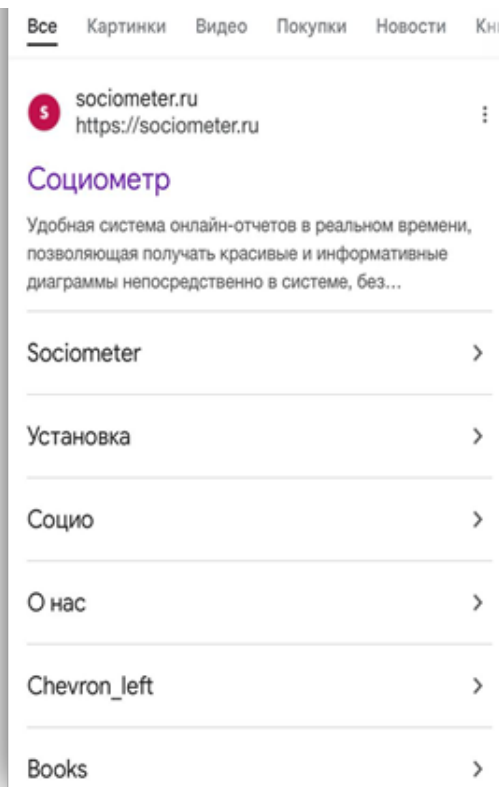 Все Картинки Видео Покупки Новости
S
sociometer.ru
https://sociometer.ru
Социометр
Удобная система онлайн-отчетов в реальном времени,
позволяющая получать красивые и информативные
диаграммы непосредственно в системе, без...
Sociometer
Установка
Социо
О нас
Chevron_left
Books